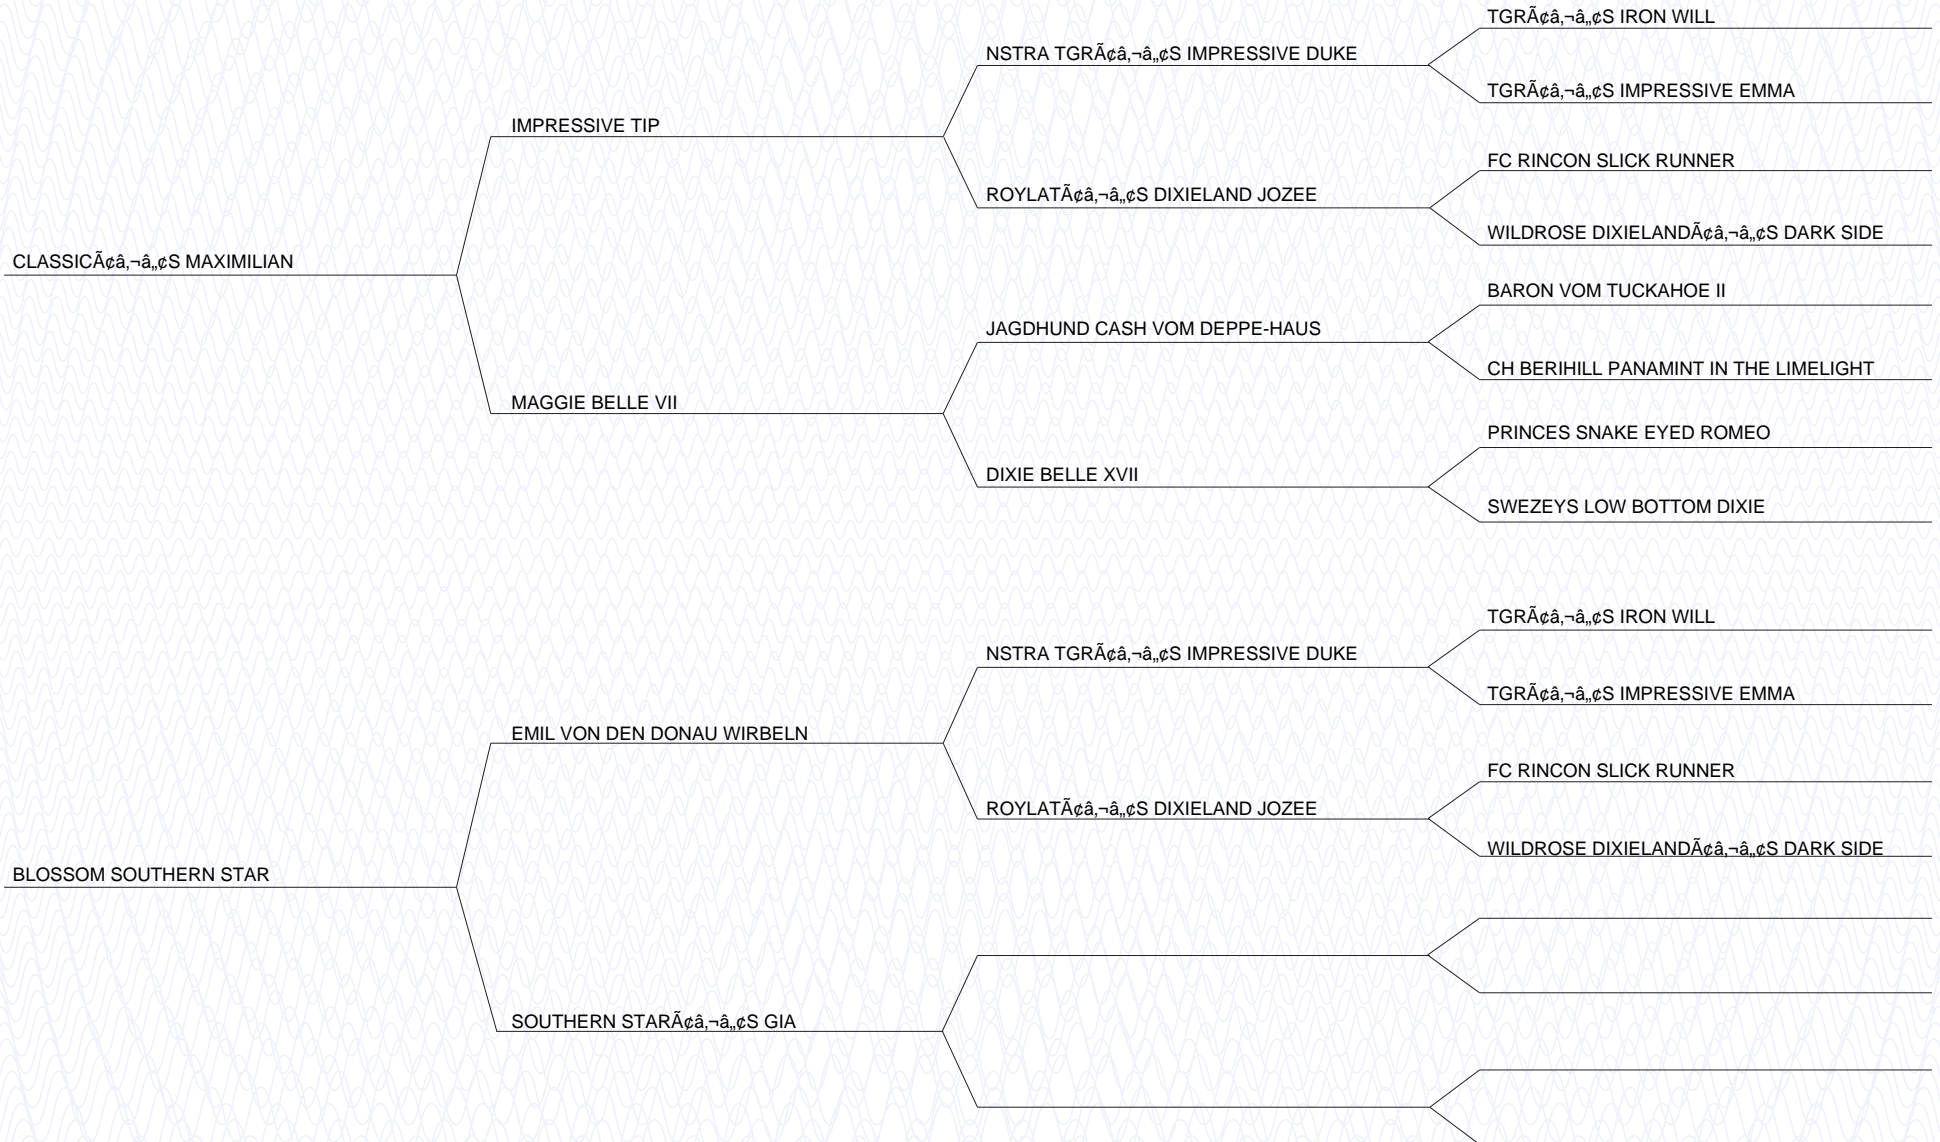 TGRÃ¢â‚¬â„¢S IRON WILL
NSTRA TGRÃ¢â‚¬â„¢S IMPRESSIVE DUKE
TGRÃ¢â‚¬â„¢S IMPRESSIVE EMMA
IMPRESSIVE TIP
FC RINCON SLICK RUNNER
ROYLATÃ¢â‚¬â„¢S DIXIELAND JOZEE
WILDROSE DIXIELANDÃ¢â‚¬â„¢S DARK SIDE
CLASSICÃ¢â‚¬â„¢S MAXIMILIAN
BARON VOM TUCKAHOE II
JAGDHUND CASH VOM DEPPE-HAUS
CH BERIHILL PANAMINT IN THE LIMELIGHT
MAGGIE BELLE VII
PRINCES SNAKE EYED ROMEO
DIXIE BELLE XVII
SWEZEYS LOW BOTTOM DIXIE
TGRÃ¢â‚¬â„¢S IRON WILL
NSTRA TGRÃ¢â‚¬â„¢S IMPRESSIVE DUKE
TGRÃ¢â‚¬â„¢S IMPRESSIVE EMMA
EMIL VON DEN DONAU WIRBELN
FC RINCON SLICK RUNNER
ROYLATÃ¢â‚¬â„¢S DIXIELAND JOZEE
WILDROSE DIXIELANDÃ¢â‚¬â„¢S DARK SIDE
BLOSSOM SOUTHERN STAR
SOUTHERN STARÃ¢â‚¬â„¢S GIA